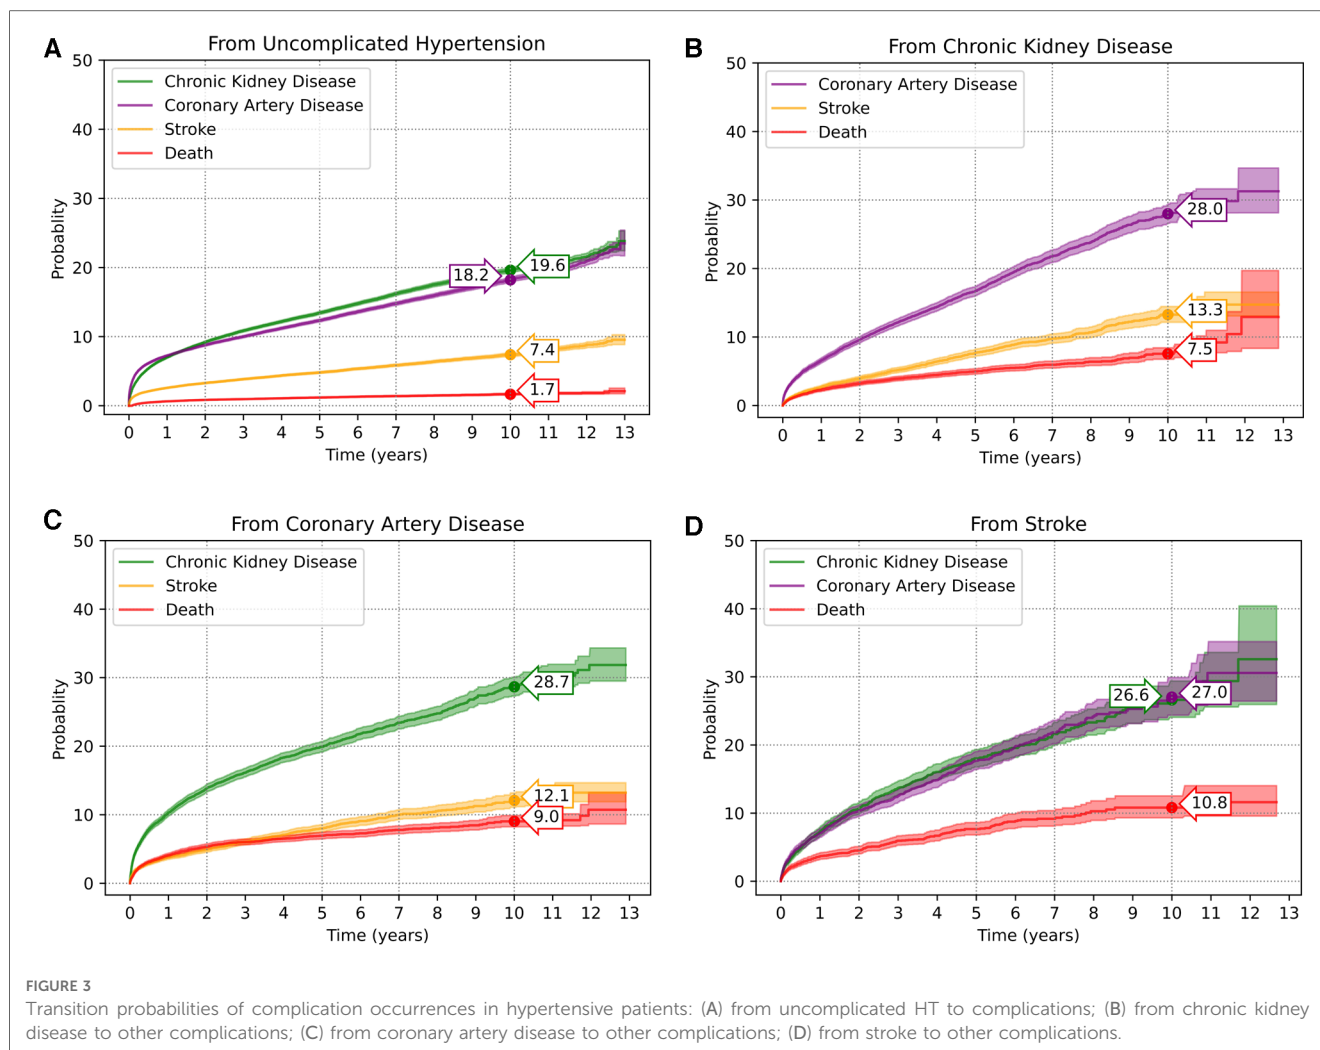 A
From Uncomplicated Hypertension
Chronic Kidney Disease
Coronary Artery Disease
Stroke
Death
Probablity
50
40
30
20
10
0
18.2
19.6
7.4
1.7
0 1 2 3 4 5 6 7 8 9 10 11 12 13
Time (years)
B
From Chronic Kidney Disease
Coronary Artery Disease
Stroke
Death
Probablity
50
40
30
20
10
0
28.0
13.3
7.5
0 1 2 3 4 5 6 7 8 9 10 11 12 13
Time (years)
C
From Coronary Artery Disease
Chronic Kidney Disease
Stroke
Death
Probablity
50
40
30
20
10
0
28.7
12.1
9.0
0 1 2 3 4 5 6 7 8 9 10 11 12 13
Time (years)
D
From Stroke
Chronic Kidney Disease
Coronary Artery Disease
Death
Probablity
50
40
30
20
10
0
26.6
27.0
10.8
0 1 2 3 4 5 6 7 8 9 10 11 12 13
Time (years)
FIGURE 3
Transition probabilities of complication occurrences in hypertensive patients: (A) from uncomplicated HT to complications; (B) from chronic kidney
disease to other complications; (C) from coronary artery disease to other complications; (D) from stroke to other complications.